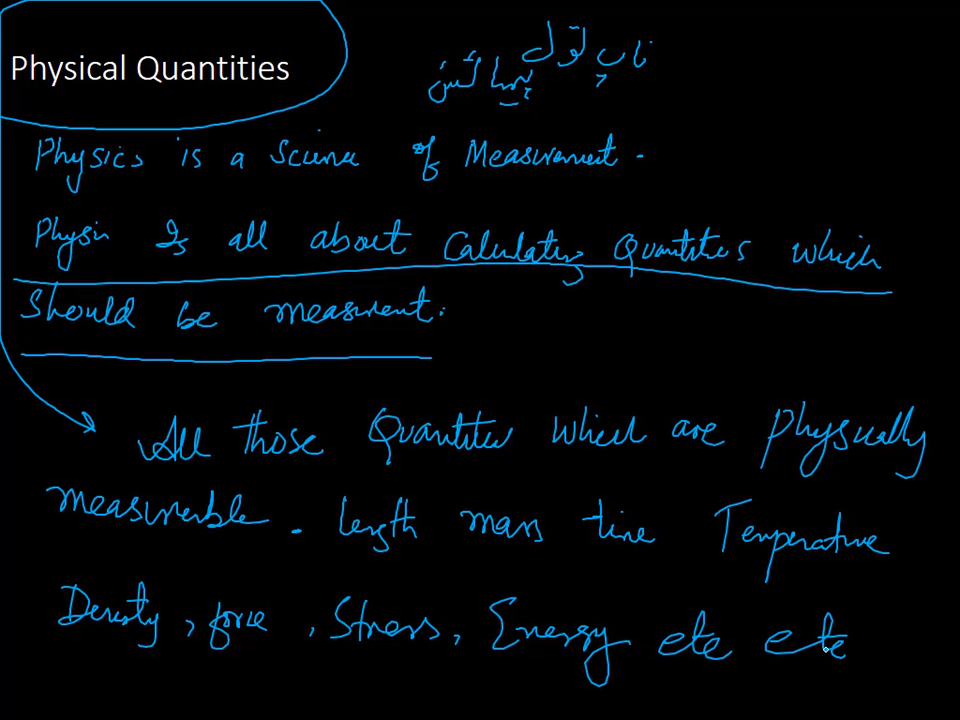 Physical Quantities
ناپ تول پیمائش
Physics is a Science of Measurement.
Physics Is all about Calculating Quantities which
Should be measurment.
All those Quantities Which are Physically
measurable. length mass time Temperature
Density, force, Stress, Energy etc etc